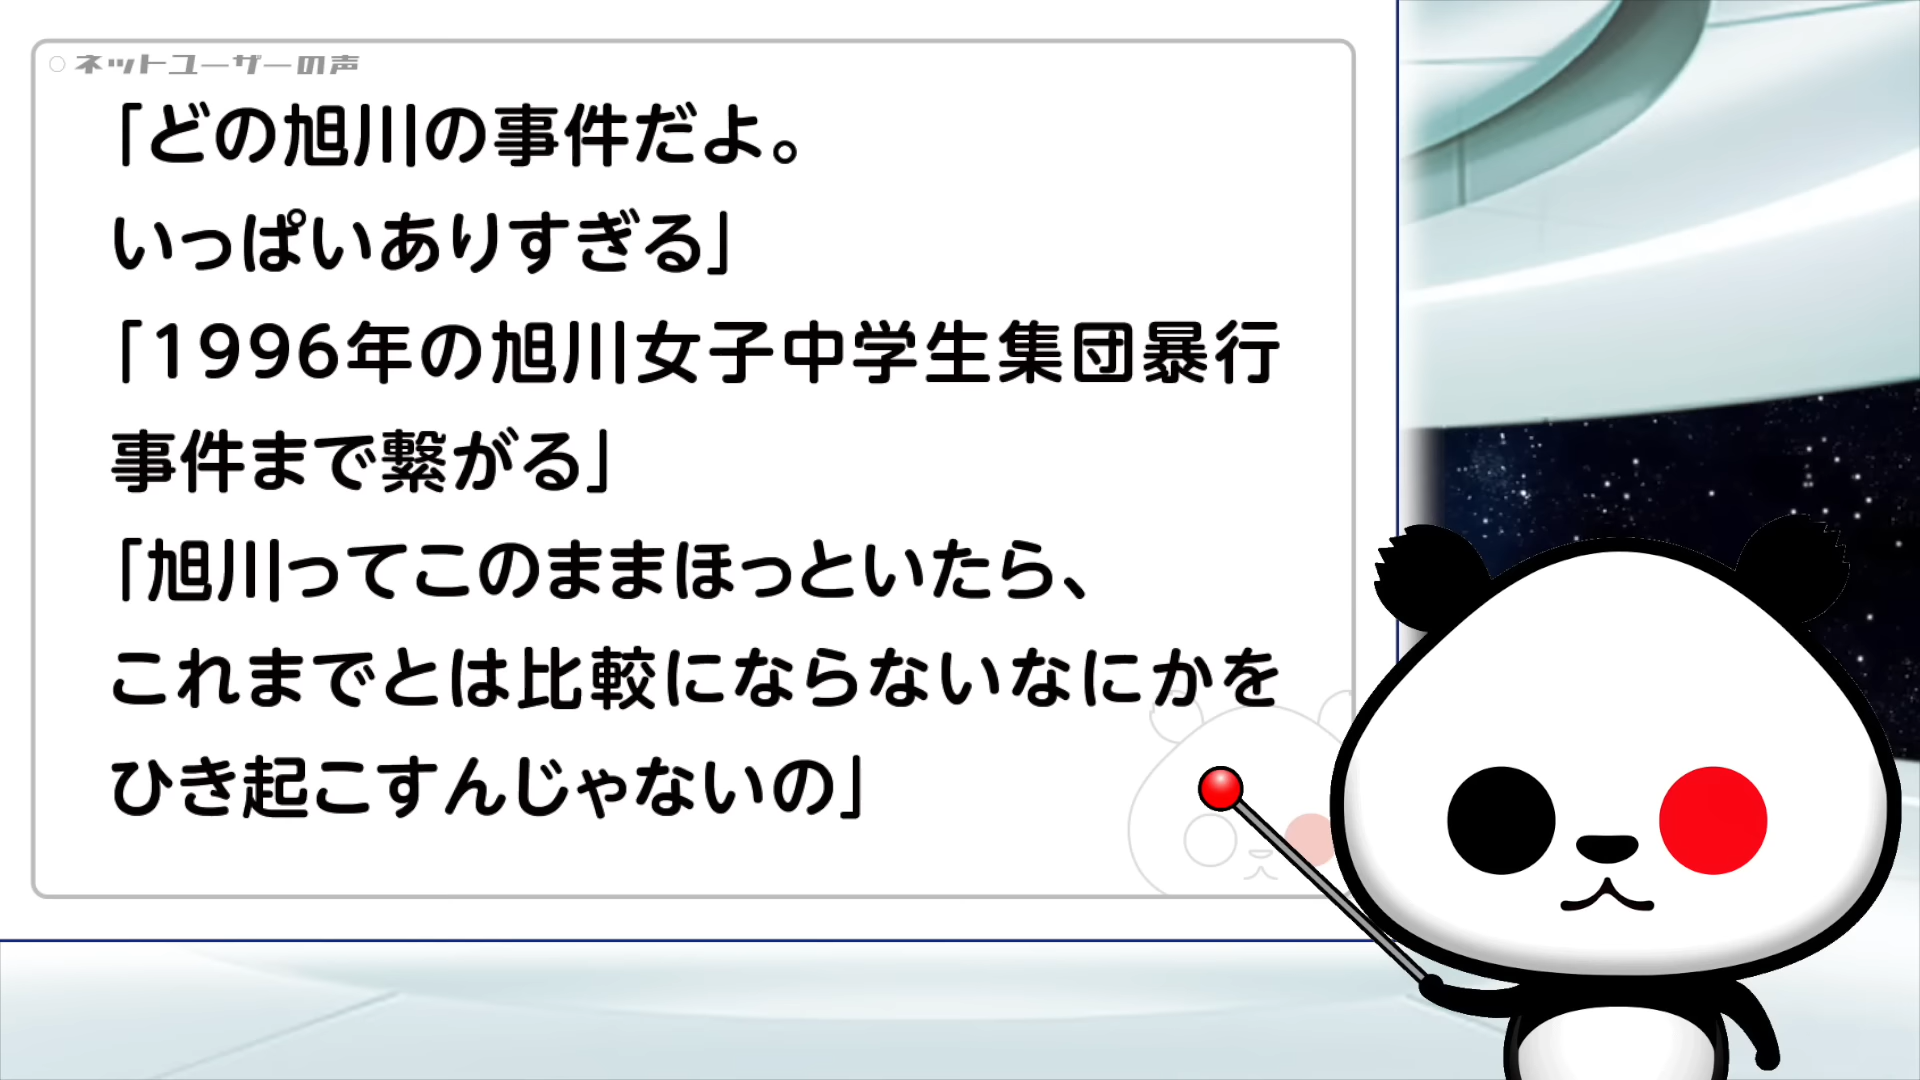 ネットユーザーの声
「どの旭川の事件だよ。
いっぱいありすぎる」
「1996年の旭川女子中学生集団暴行
事件まで繋がる」
「旭川ってこのままほっといたら、
これまでとは比較にならないなにかを
ひき起こすんじゃないの」